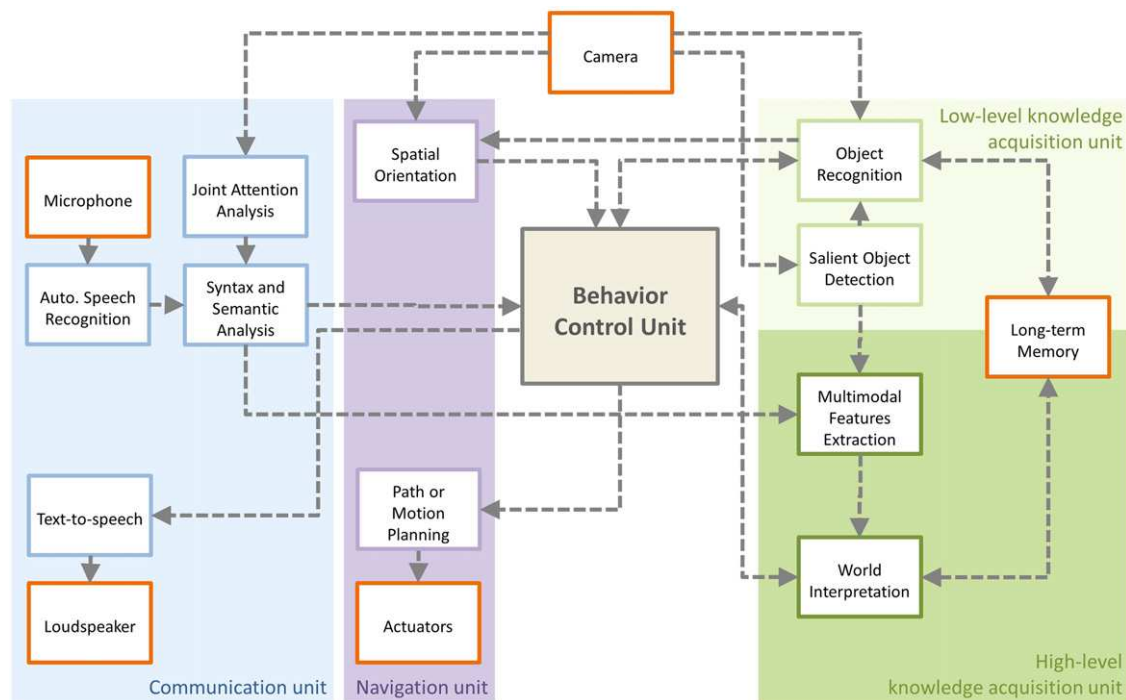 Camera
Low-level knowledge
acquisition unit
Spatial
Orientation
Object
Recognition
Joint Attention
Analysis
Microphone
Salient Object
Detection
Auto. Speech
Recognition
Syntax and
Semantic
Analysis
Behavior
Control Unit
Long-term
Memory
Multimodal
Features
Extraction
Text-to-speech
Path or
Motion
Planning
World
Interpretation
Loudspeaker
Actuators
Communication unit
Navigation unit
High-level
knowledge acquisition unit